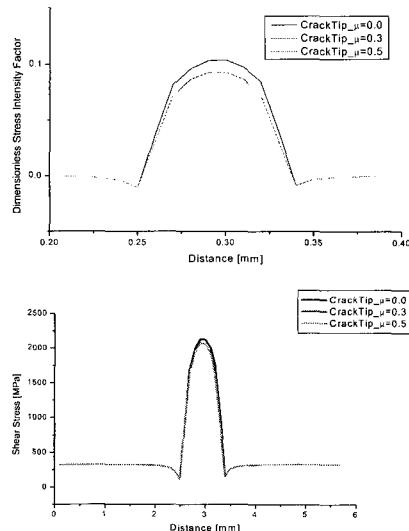 CrackTip_μ=0.0
CrackTip_μ=0.3
CrackTip_μ=0.5
Dimensionless Stress Intensity Factor
0.1
0.0
0.20 0.25 0.30 0.35 0.40
Distance [mm]
CrackTip_μ=0.0
CrackTip_μ=0.3
CrackTip_μ=0.5
Shear Stress [MPa]
2500
2000
1500
1000
500
0
0 1 2 3 4 5 6
Distance [mm]